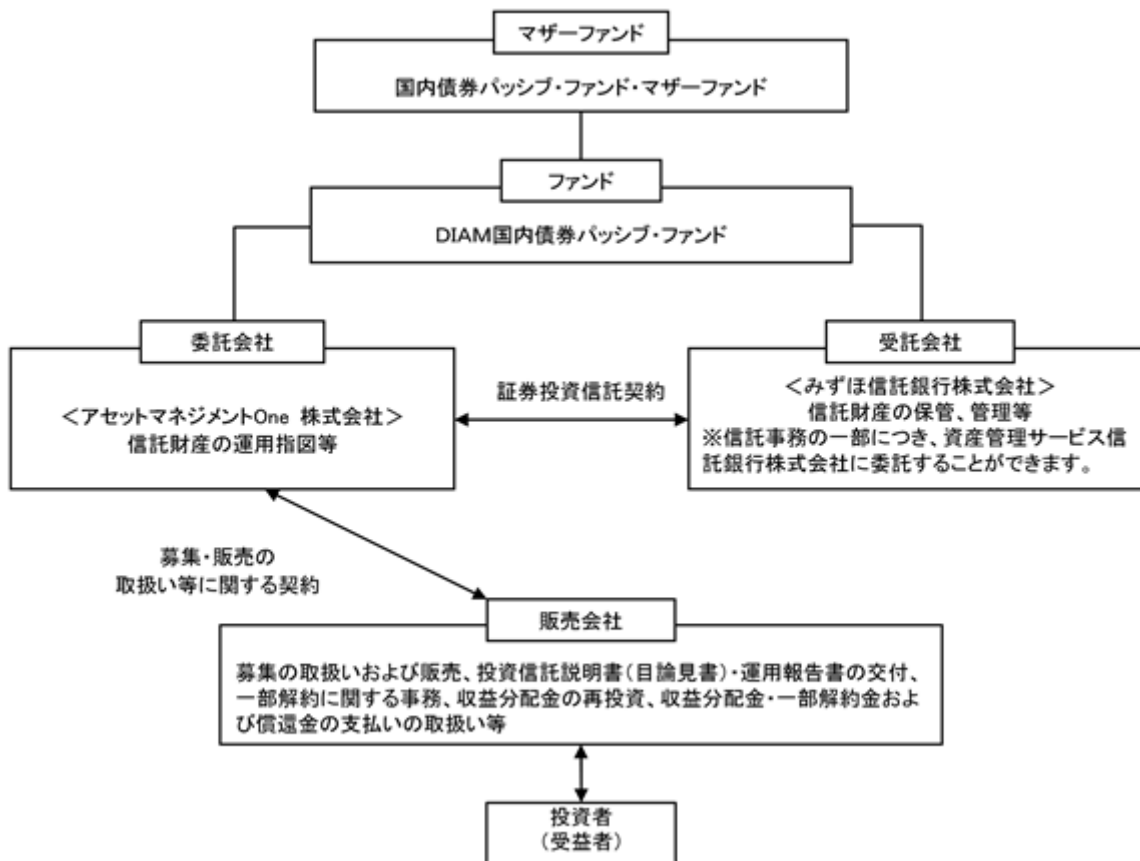 マザーファンド
国内債券パッシブ・ファンド・マザーファンド
ファンド
DIAM国内債券パッシブ・ファンド
委託会社
<アセットマネジメントOne 株式会社>
信託財産の運用指図等
証券投資信託契約
受託会社
<みずほ信託銀行株式会社>
信託財産の保管、管理等
※信託事務の一部につき、資産管理サービス信
託銀行株式会社に委託することができます。
募集・販売の
取扱い等に関する契約
販売会社
募集の取扱いおよび販売、投資信託説明書(目論見書)・運用報告書の交付、
一部解約に関する事務、収益分配金の再投資、収益分配金・一部解約金およ
び償還金の支払いの取扱い等
投資者
(受益者)